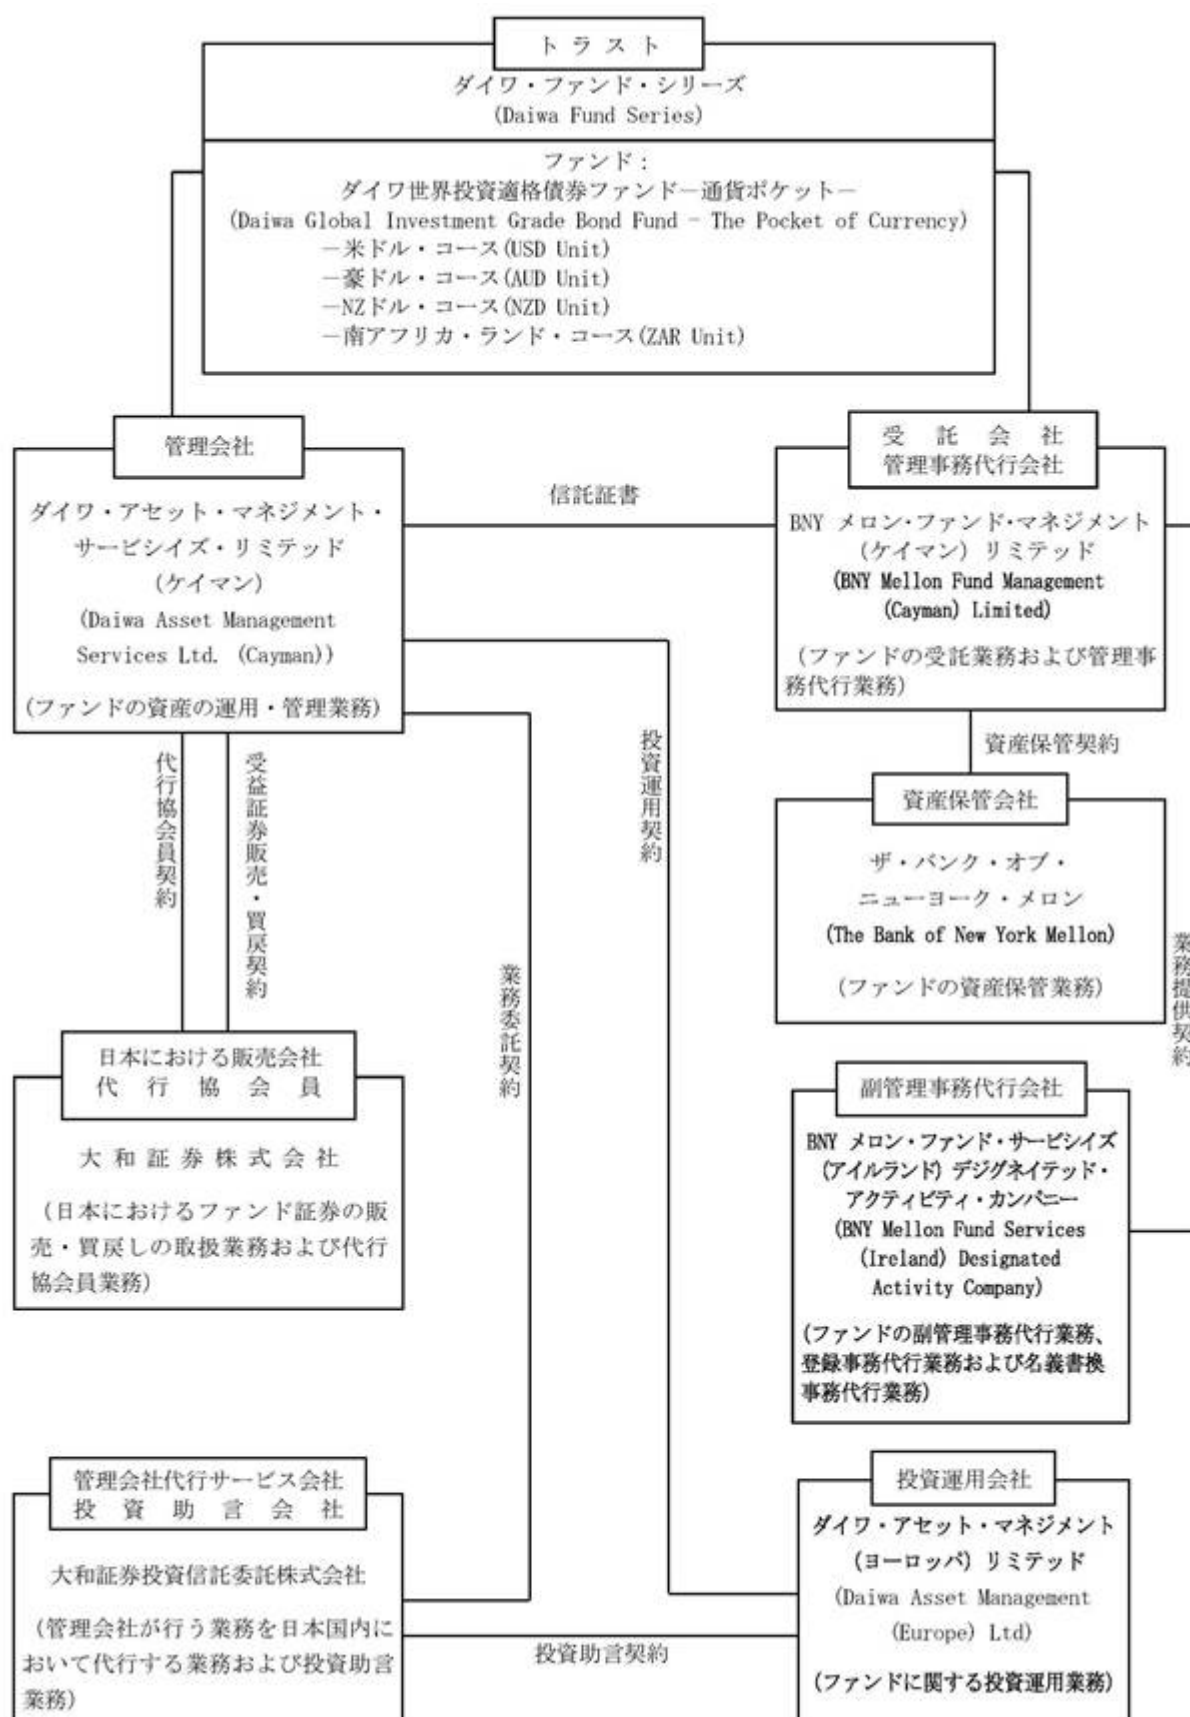 トラスト
ダイワ・ファンド・シリーズ
(Daiwa Fund Series)
ファンド：
ダイワ世界投資適格債券ファンド－通貨ポケット－
(Daiwa Global Investment Grade Bond Fund - The Pocket of Currency)
－米ドル・コース(USD Unit)
－豪ドル・コース(AUD Unit)
－NZドル・コース(NZD Unit)
－南アフリカ・ランド・コース(ZAR Unit)
管理会社
ダイワ・アセット・マネジメント・
サービシイズ・リミテッド
(ケイマン)
(Daiwa Asset Management
Services Ltd. (Cayman))
(ファンドの資産の運用・管理業務)
信託証書
受託会社
管理事務代行会社
BNY メロン・ファンド・マネジメント
(ケイマン) リミテッド
(BNY Mellon Fund Management
(Cayman) Limited)
(ファンドの受託業務および管理事
務代行業務)
代行協会員契約
受益証券販売・買戻契約
業務委託契約
投資運用契約
資産保管契約
資産保管会社
ザ・バンク・オブ・
ニューヨーク・メロン
(The Bank of New York Mellon)
(ファンドの資産保管業務)
業務提供契約
日本における販売会社
代行協会員
大和証券株式会社
(日本におけるファンド証券の販
売・買戻しの取扱業務および代行
協会員業務)
副管理事務代行会社
BNY メロン・ファンド・サービシイズ
(アイルランド) デジグネイテッド・
アクティビティ・カンパニー
(BNY Mellon Fund Services
(Ireland) Designated
Activity Company)
(ファンドの副管理事務代行業務、
登録事務代行業務および名義書換
事務代行業務)
管理会社代行サービス会社
投資助言会社
大和証券投資信託委託株式会社
(管理会社が行う業務を日本国内に
おいて代行する業務および投資助言
業務)
投資助言契約
投資運用会社
ダイワ・アセット・マネジメント
(ヨーロッパ) リミテッド
(Daiwa Asset Management
(Europe) Ltd)
(ファンドに関する投資運用業務)